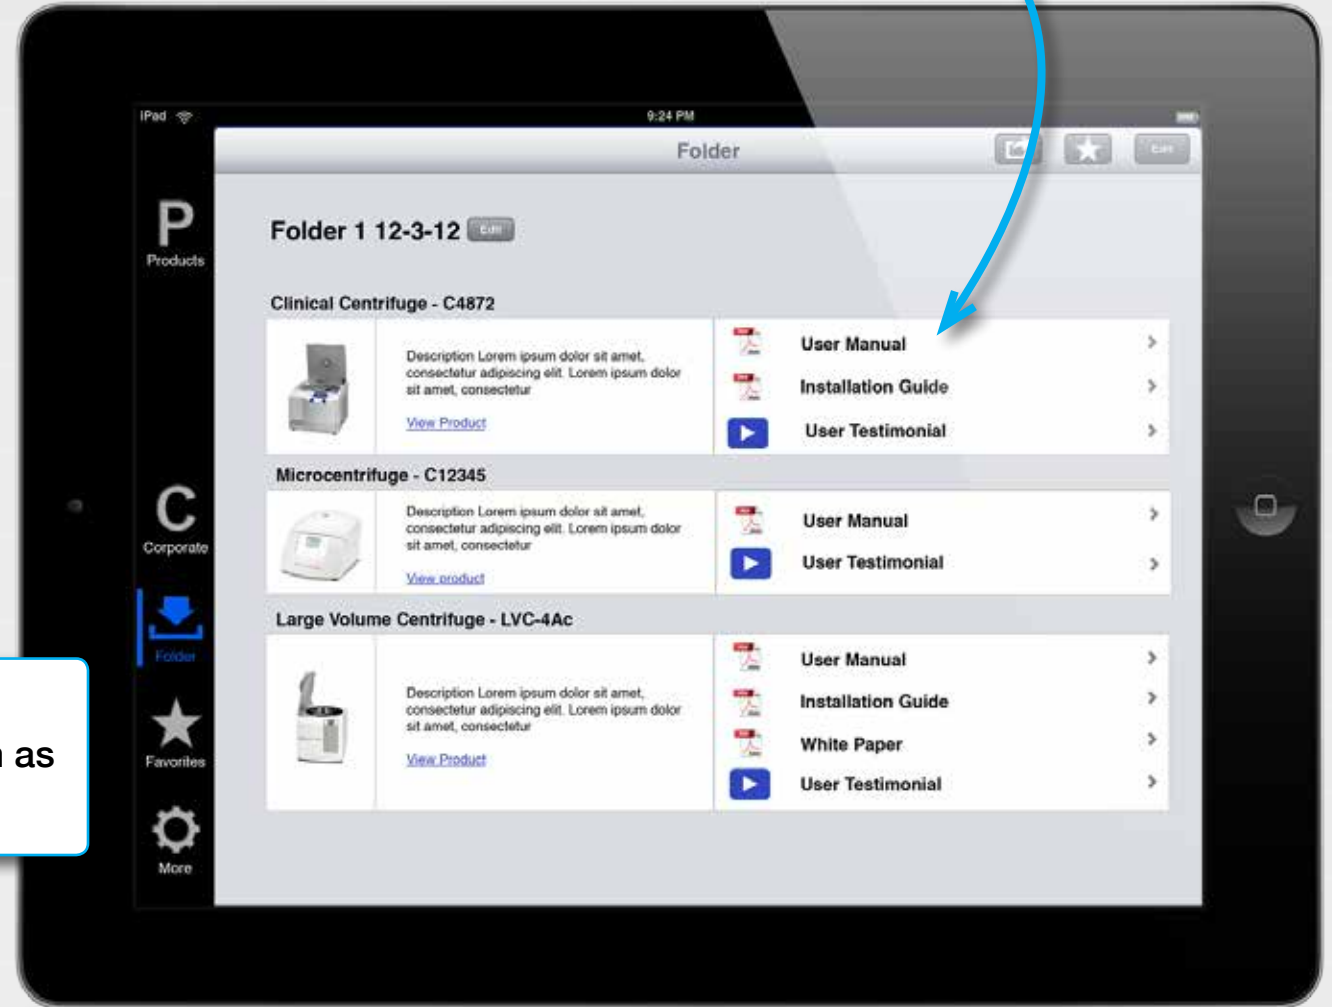 iPad
9:24 PM
Folder
Edit
P
Products
Folder 1 12-3-12
Edit
Clinical Centrifuge - C4872
Description Lorem ipsum dolor sit amet,
consectetur adipiscing elit. Lorem ipsum dolor
sit amet, consectetur
View Product
User Manual
Installation Guide
User Testimonial
Microcentrifuge - C12345
Description Lorem ipsum dolor sit amet,
consectetur adipiscing elit. Lorem ipsum dolor
sit amet, consectetur
View product
User Manual
User Testimonial
C
Corporate
Folder
Large Volume Centrifuge - LVC-4Ac
Description Lorem ipsum dolor sit amet,
consectetur adipiscing elit. Lorem ipsum dolor
sit amet, consectetur
View Product
User Manual
Installation Guide
White Paper
User Testimonial
as
Favorites
More